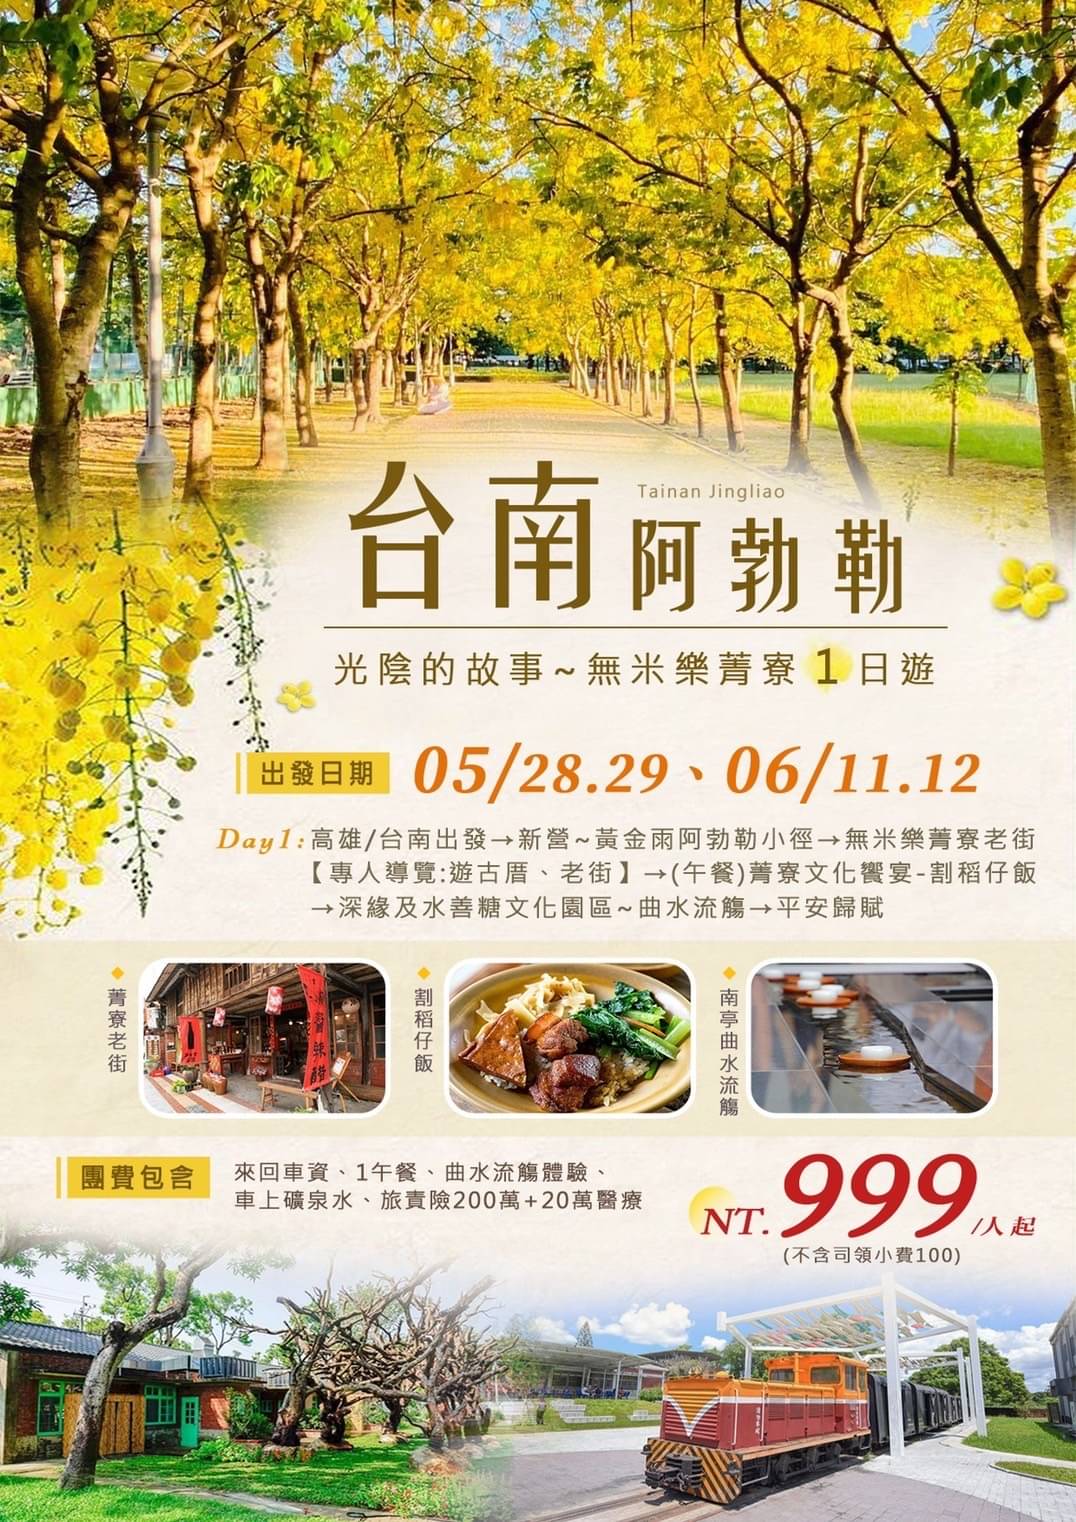 台南
Tainan Jingliao
阿勃勒
光陰的故事~無米樂菁寮1日遊
出發日期 05/28.29、06/11.12
Day1:高雄/台南出發→新營~黃金雨阿勃勒小徑→無米樂菁寮老街
【專人導覽:遊古厝、老街】→(午餐)菁寮文化饗宴-割稻仔飯
→深緣及水善糖文化園區~曲水流觴→平安歸賦
菁寮老街
割稻仔飯
南亭曲水流觴
團費包含
來回車資、1午餐、曲水流觴體驗、
車上礦泉水、旅責險200萬+20萬醫療
NT.999/人起
(不含司領小費100)